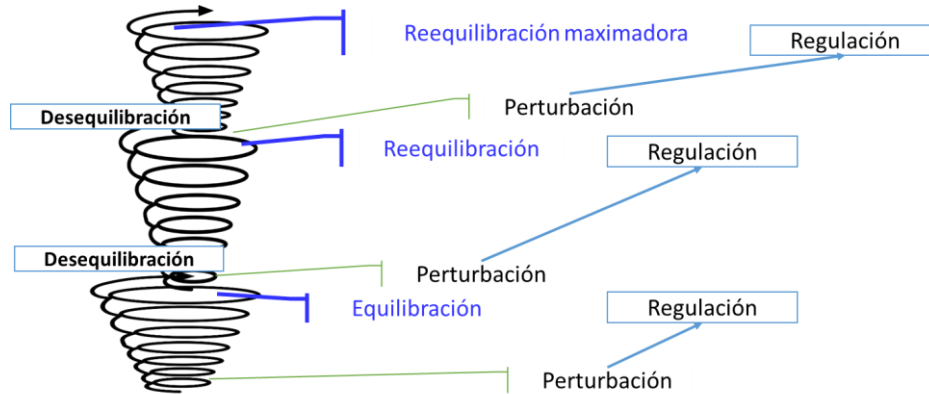 Reequilibración maximadora
Regulación
Perturbación
Desequilibración
Reequilibración
Regulación
Desequilibración
Perturbación
Equilibración
Regulación
Perturbación